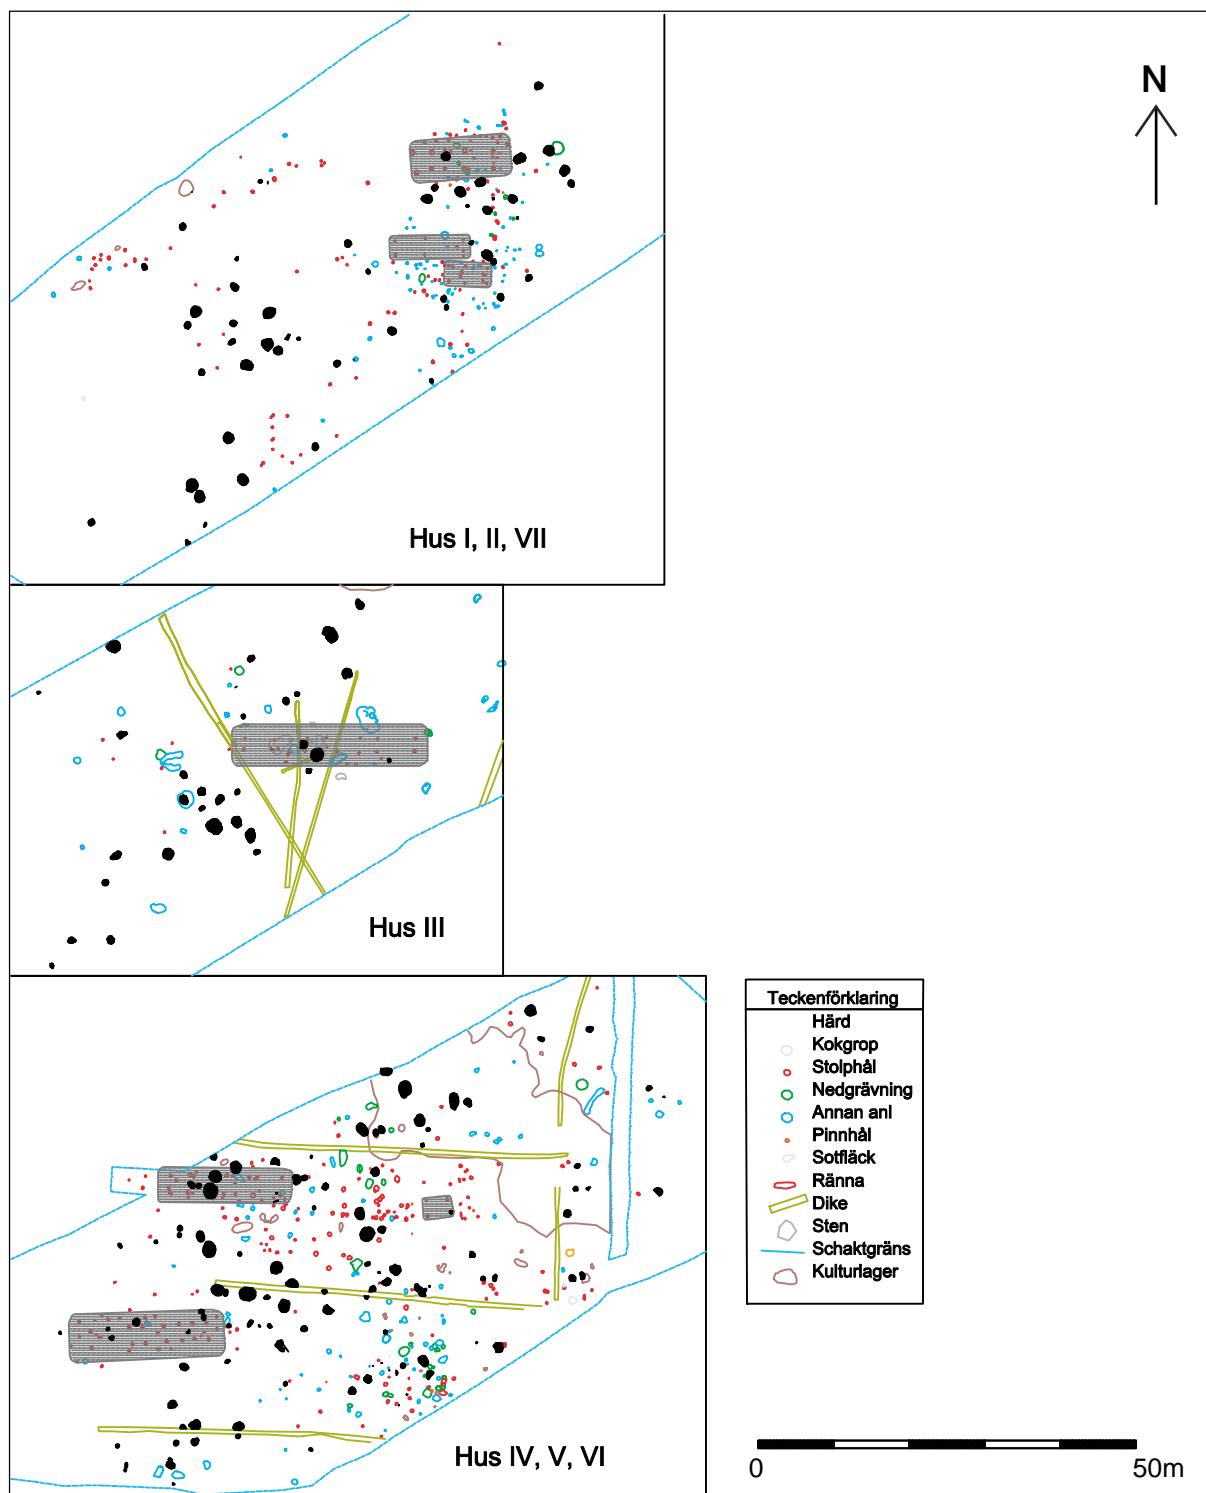 N
Hus I, II, VII
Hus III
Teckenförklaring
Härd
Kokgrop
Stolphål
Nedgrävning
Annan anl
Pinnhål
Sotfläck
Ränna
Dike
Sten
Schaktgräns
Kulturlager
Hus IV, V, VI
0 50m